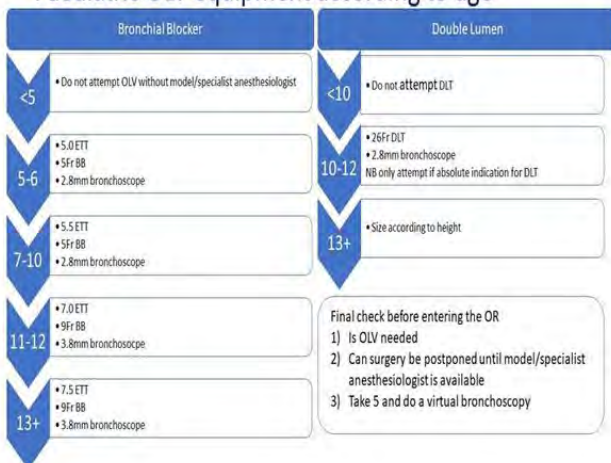 Bronchial Blocker
<5
• Do not attempt OLV without model/specialist anesthesiologist
5-6
• 5.0 ETT
• 5Fr BB
• 2.8mm bronchoscope
7-10
• 5.5 ETT
• 5Fr BB
• 2.8mm bronchoscope
11-12
• 7.0 ETT
• 9Fr BB
• 3.8mm bronchosocpe
13+
• 7.5 ETT
• 9Fr BB
• 3.8mm bronchoscope
Double Lumen
<10
• Do not attempt DLT
10-12
• 26Fr DLT
• 2.8mm bronchoscope
NB only attempt if absolute indication for DLT
13+
• Size according to height
Final check before entering the OR
1) Is OLV needed
2) Can surgery be postponed until model/specialist
anesthesiologist is available
3) Take 5 and do a virtual bronchoscopy